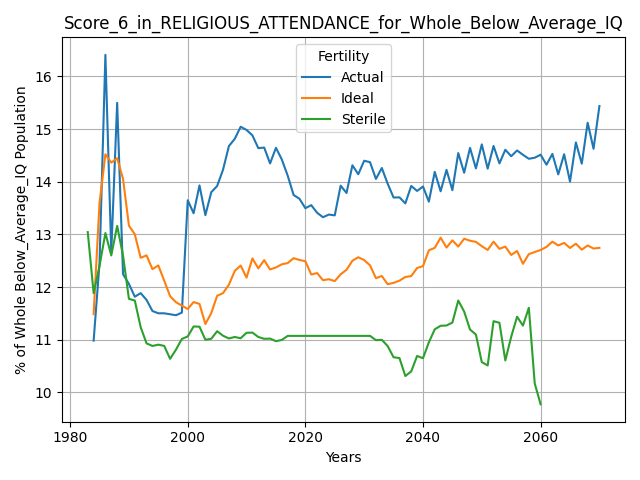 Score_6_in_RELIGIOUS_ATTENDANCE_for_Whole_Below_Average_IQ
Fertility
Actual
Ideal
Sterile
% of Whole Below_Average_IQ Population
16
15
14
13
12
11
10
1980
2000
2020
2040
2060
Years